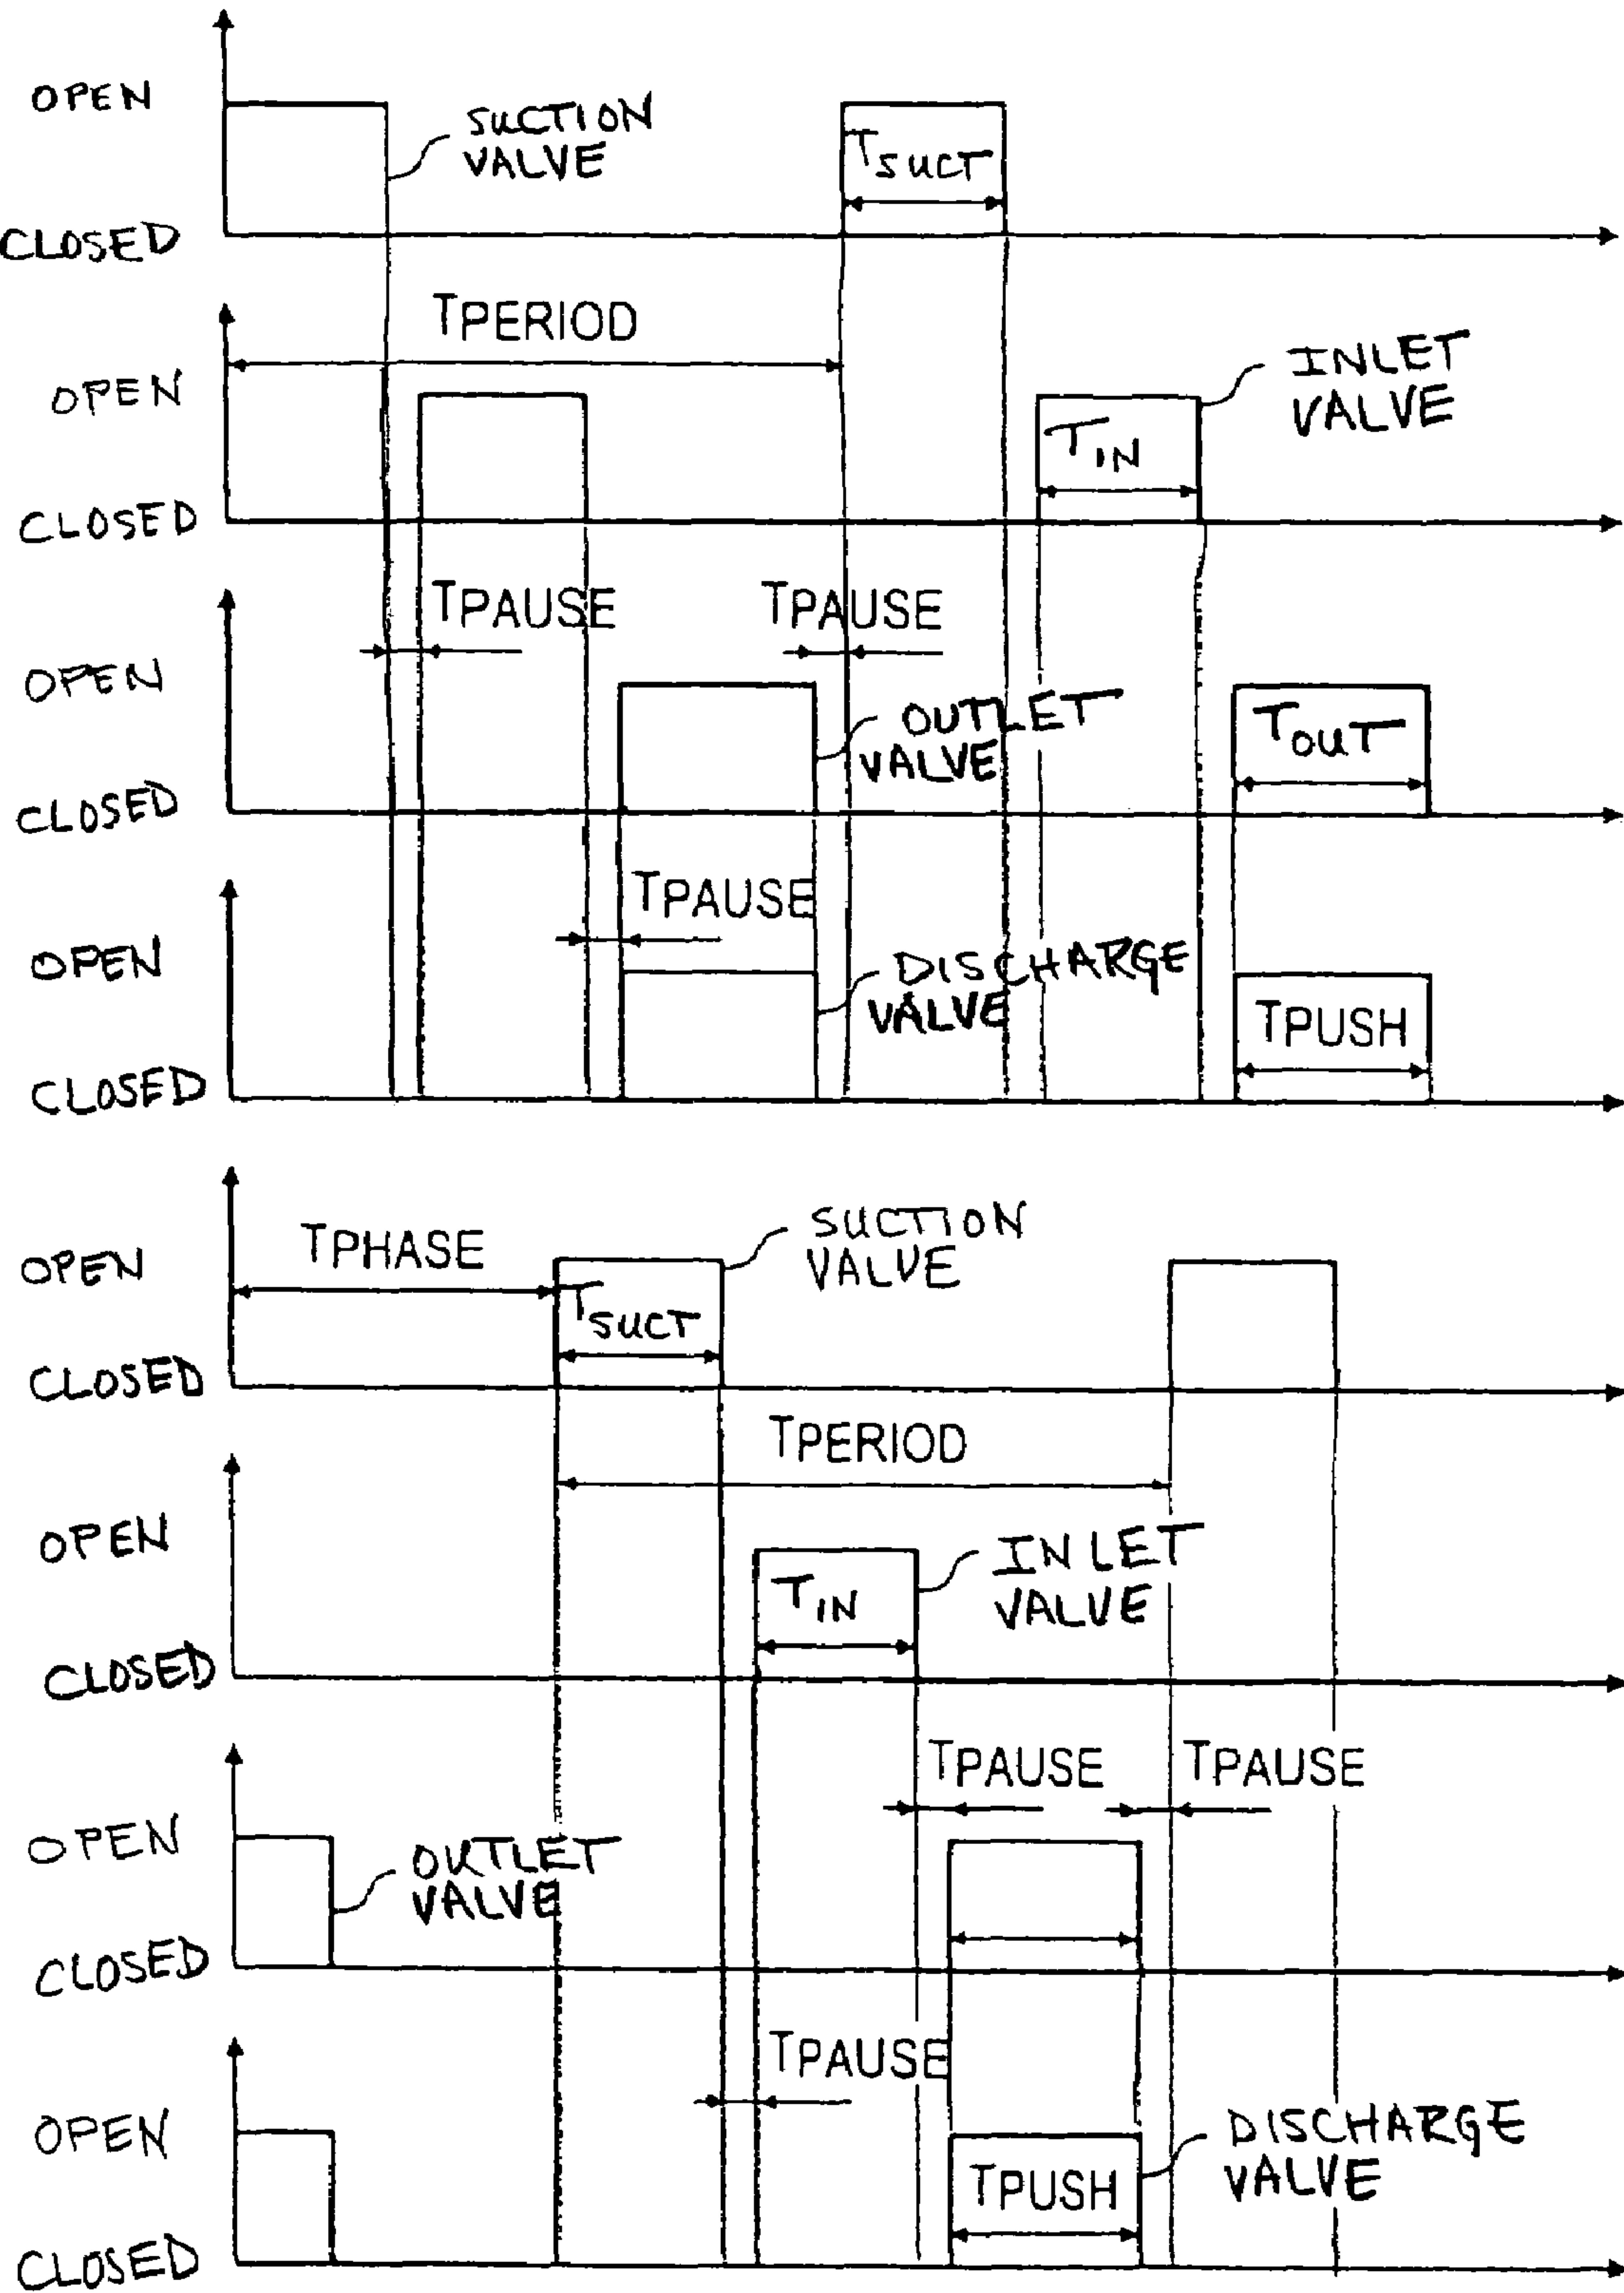 OPEN
SUCTION
VALVE
TSUCT
CLOSED
TPERIOD
OPEN
INLET
VALVE
TIN
CLOSED
TPAUSE
TPAUSE
OPEN
OUTLET
VALVE
TOUT
CLOSED
TPAUSE
OPEN
DISCHARGE
VALVE
TPUSH
CLOSED
TPHASE
SUCTION
VALVE
OPEN
TSUCT
CLOSED
TPERIOD
OPEN
INLET
VALVE
TIN
CLOSED
TPAUSE
TPAUSE
OPEN
OUTLET
VALVE
CLOSED
TPAUSE
OPEN
DISCHARGE
VALVE
TPUSH
CLOSED